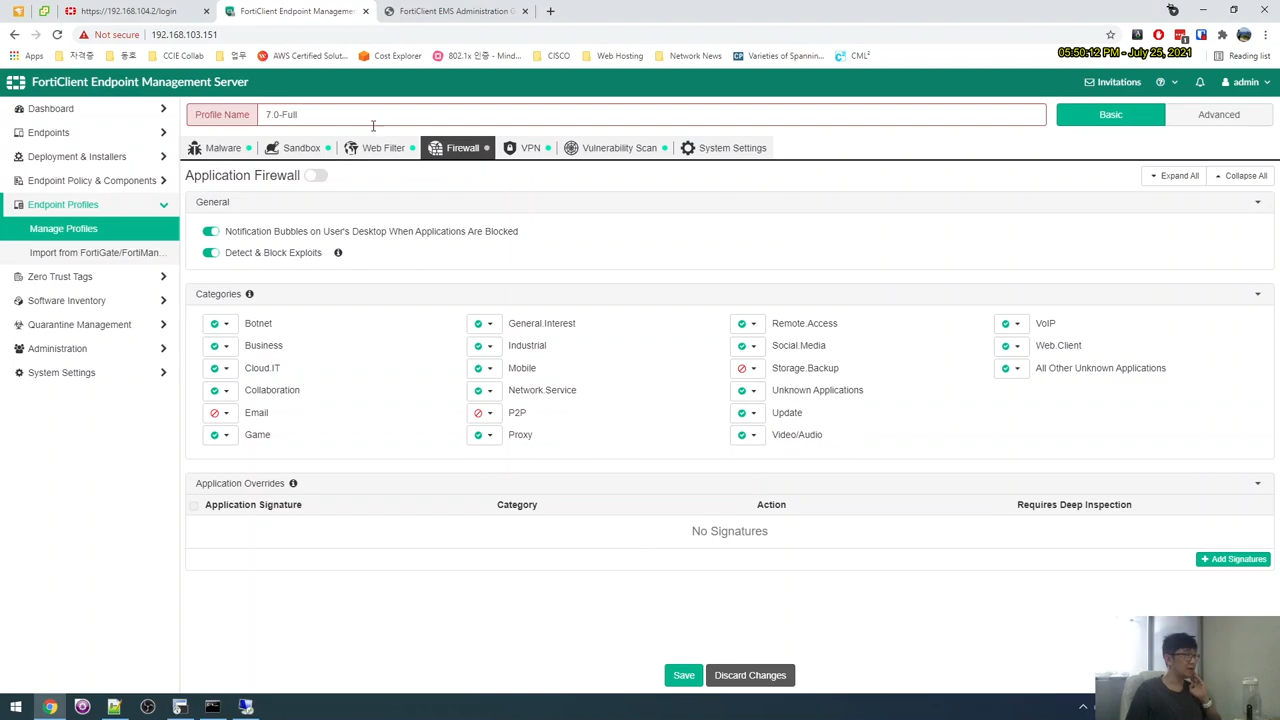 https://192.168.104.2/login
FortiClient Endpoint Manageme
FortiClient EMS Administration G
Not secure
192.168.103.151
Apps
자격증
동호
CCIE Collab
업무
AWS Certified Soluti...
Cost Explorer
802.1x 인증 - Mind...
CISCO
Web Hosting
Network News
Varieties of Spanning...
CML²
Reading list
05:50:12 PM - July 25, 2021
FortiClient Endpoint Management Server
Invitations
admin
Dashboard
Endpoints
Deployment & Installers
Endpoint Policy & Components
Endpoint Profiles
Manage Profiles
Import from FortiGate/FortiMan...
Zero Trust Tags
Software Inventory
Quarantine Management
Administration
System Settings
Profile Name
7.0-Full
Basic
Advanced
Malware
Sandbox
Web Filter
Firewall
VPN
Vulnerability Scan
System Settings
Application Firewall
Expand All
Collapse All
General
Notification Bubbles on User's Desktop When Applications Are Blocked
Detect & Block Exploits
Categories
Botnet
General.Interest
Remote.Access
VoIP
Business
Industrial
Social.Media
Web.Client
Cloud.IT
Mobile
Storage.Backup
All Other Unknown Applications
Collaboration
Network.Service
Unknown Applications
Email
P2P
Update
Game
Proxy
Video/Audio
Application Overrides
Application Signature
Category
Action
Requires Deep Inspection
No Signatures
+ Add Signatures
Save
Discard Changes